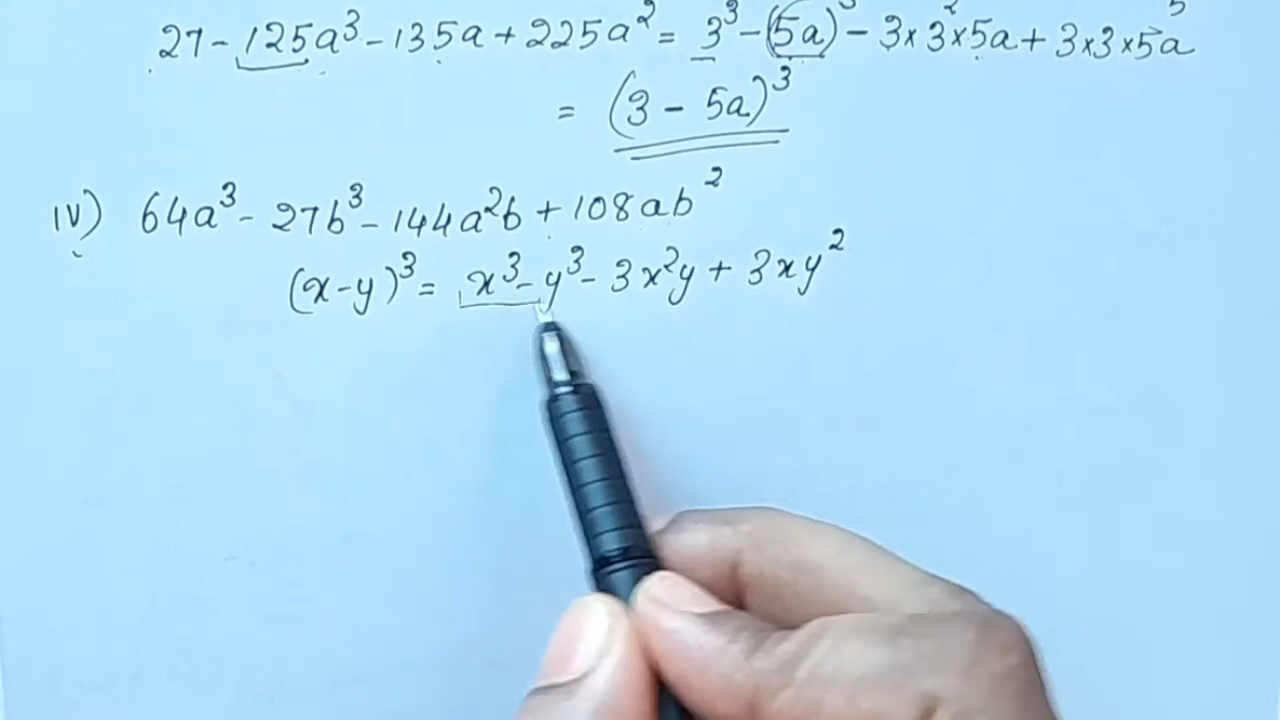 27 - 125a³ - 135a + 225a² = 3³ - (5a)³ - 3×3²×5a + 3×3×5a
= (3 - 5a)³
IV) 64a³ - 27b³ - 144a²b + 108ab²
(x-y)³ = x³ - y³ - 3x²y + 3xy²